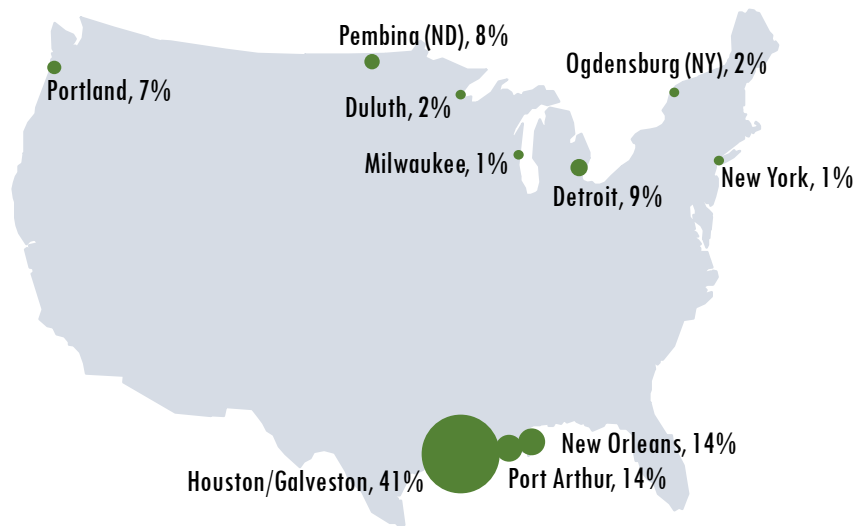 Pembina (ND), 8%
Ogdensburg (NY), 2%
Portland, 7%
Duluth, 2%
Milwaukee, 1%
New York, 1%
Detroit, 9%
New Orleans, 14%
Houston/Galveston, 41%
Port Arthur, 14%